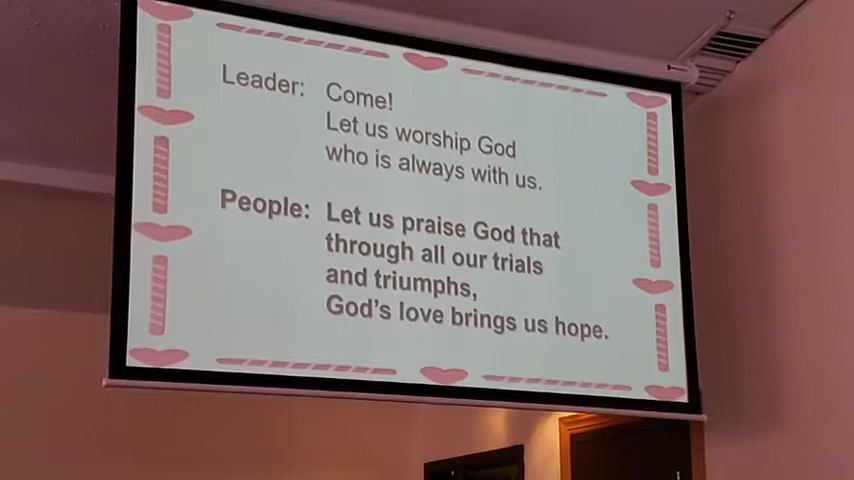 Leader: Come!
Let us worship God
who is always with us.
People: Let us praise God that
through all our trials
and triumphs,
God's love brings us hope.